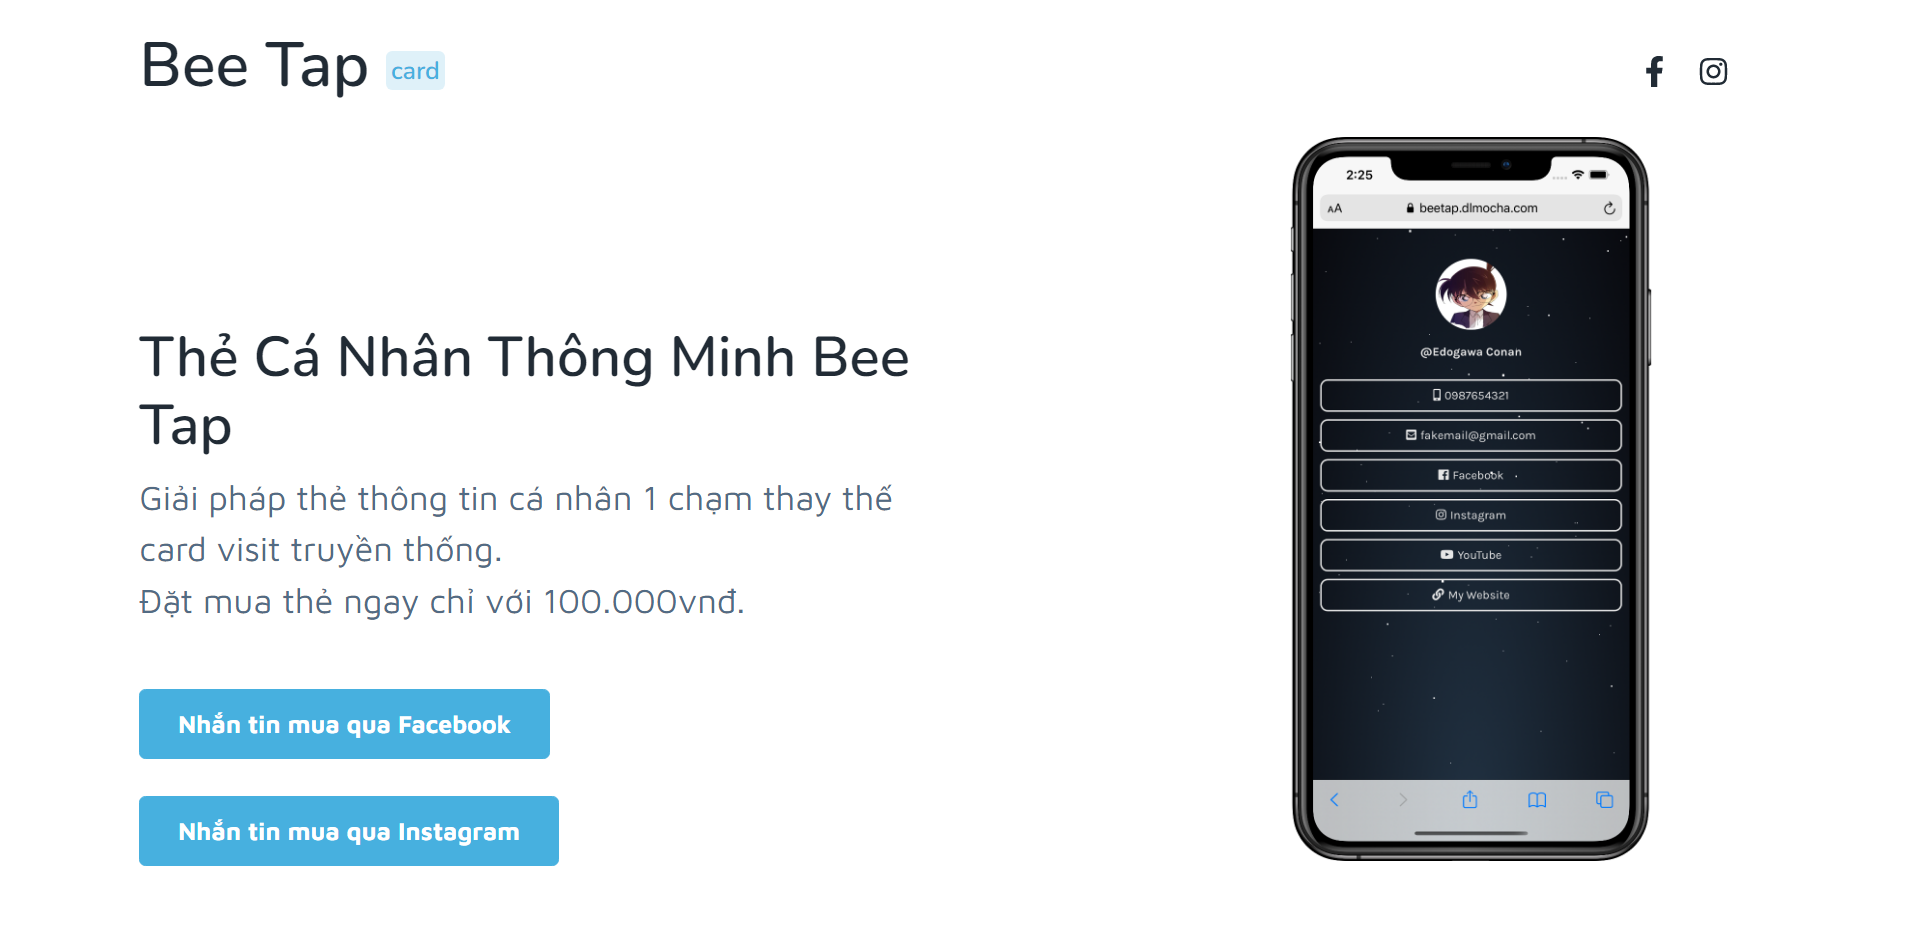 Bee Tap card
Thẻ Cá Nhân Thông Minh Bee
Tap
Giải pháp thẻ thông tin cá nhân 1 chạm thay thế
card visit truyền thống.
Đặt mua thẻ ngay chỉ với 100.000vnđ.
Nhắn tin mua qua Facebook
Nhắn tin mua qua Instagram
2:25
AA beetap.dlmocha.com
@Edogawa Conan
0987654321
fakemail@gmail.com
Facebook
Instagram
YouTube
My Website